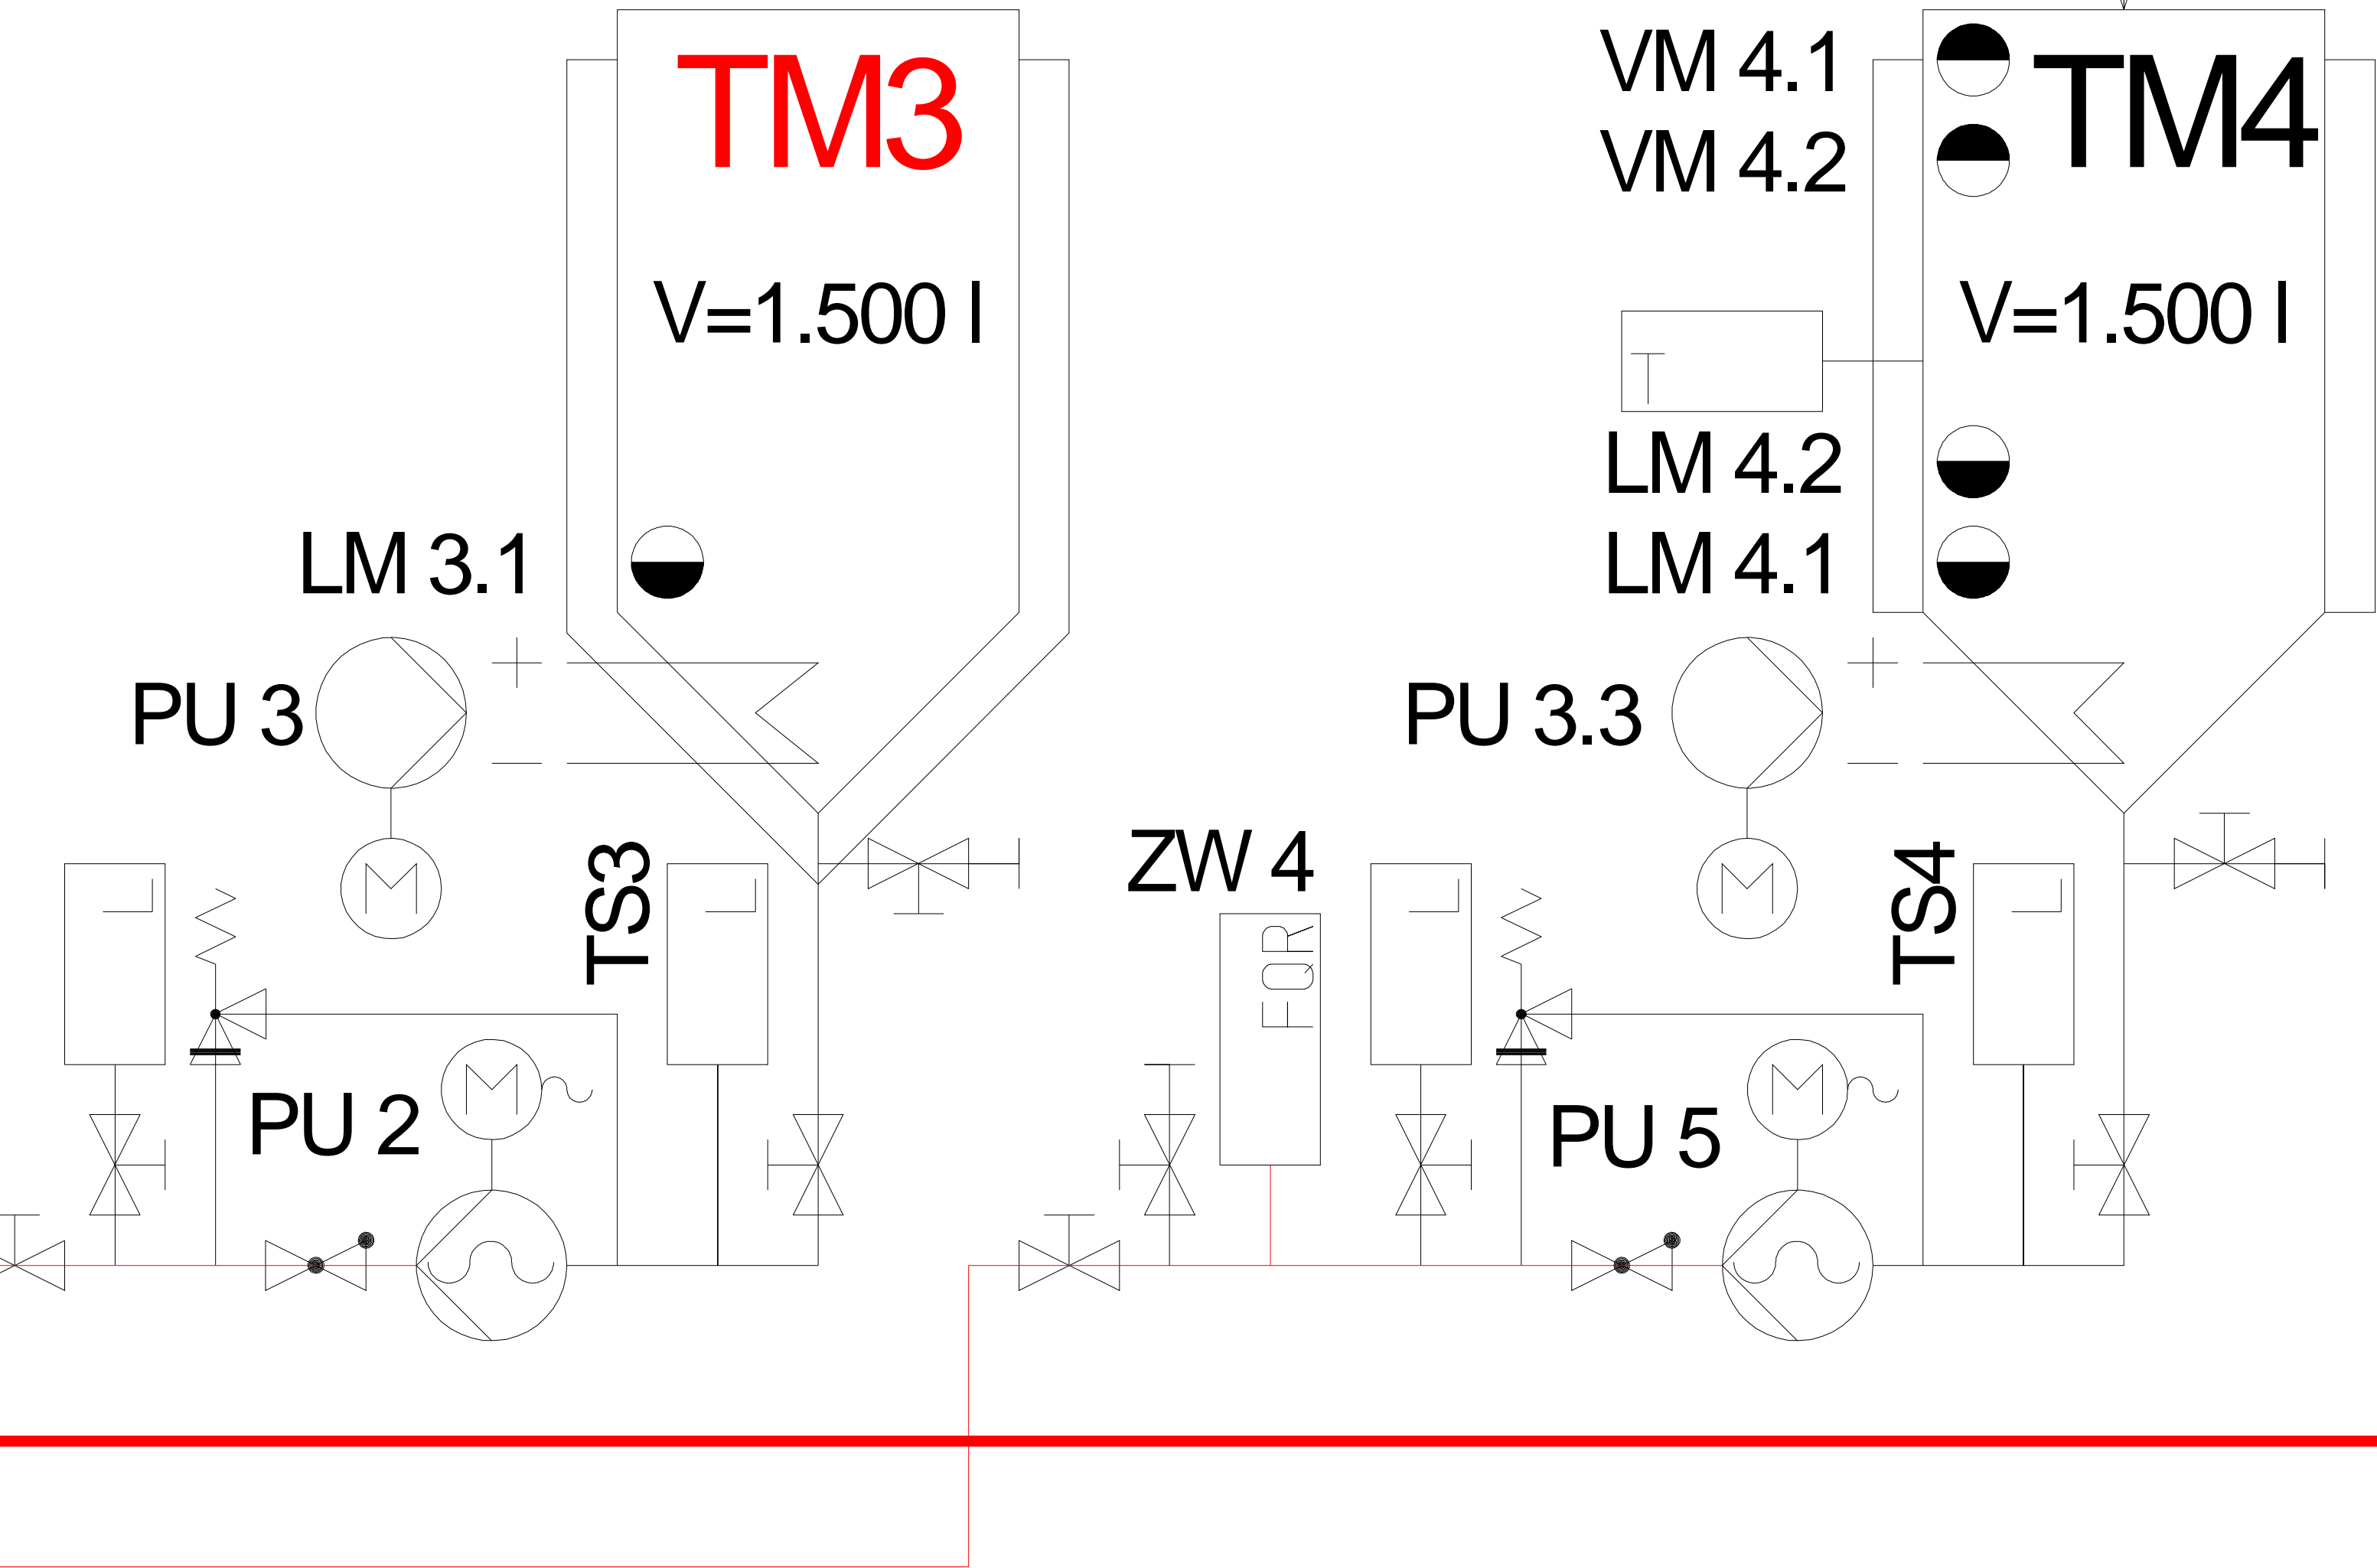 TM3
V=1.500 l
LM 3.1
PU 3
M
TS3
PU 2
M
VM 4.1
VM 4.2
TM4
V=1.500 l
T
LM 4.2
LM 4.1
PU 3.3
M
ZW 4
FQR
TS4
PU 5
M